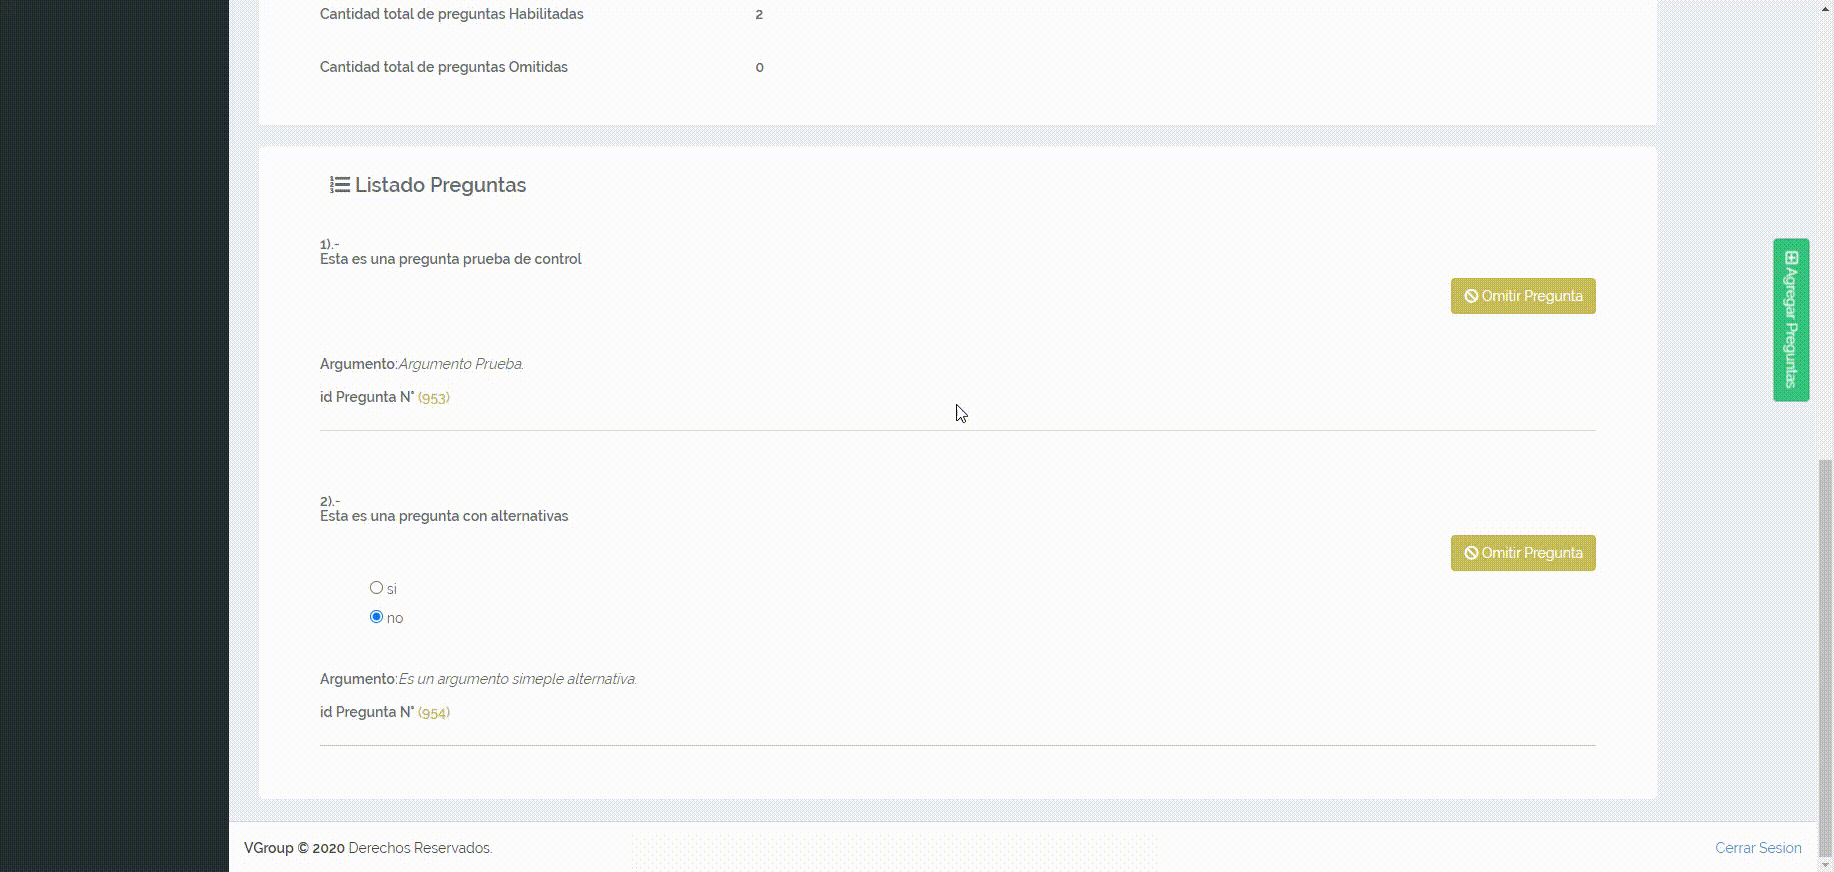 Cantidad total de preguntas Habilitadas 2
Cantidad total de preguntas Omitidas 0
Listado Preguntas
1).-
Esta es una pregunta prueba de control
Omitir Pregunta
Agregar Preguntas
Argumento:Argumento Prueba.
id Pregunta N° (953)
2).-
Esta es una pregunta con alternativas
Omitir Pregunta
si
no
Argumento:Es un argumento simeple alternativa.
id Pregunta N° (954)
VGroup © 2020 Derechos Reservados. Cerrar Sesion